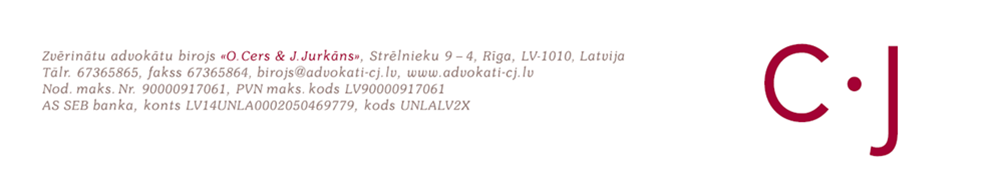 Zvērinātu advokātu birojs «O. Cers & J. Jurkāns», Strēlnieku 9 – 4, Rīga, LV-1010, Latvija
Tālr. 67365865, fakss 67365864, birojs@advokati-cj.lv, www.advokati-cj.lv
Nod. maks. Nr. 90000917061, PVN maks. kods LV90000917061
AS SEB banka, konts LV14UNLA0002050469779, kods UNLALV2X
C·J